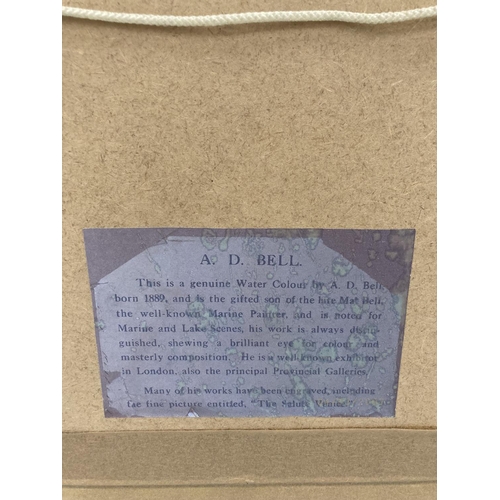 A. D. BELL.
This is a genuine Water Colour by A. D. Bell,
born 1889, and is the gifted son of the late Mat Bell,
the well-known Marine Painter, and is noted for
Marine and Lake Scenes, his work is always distin-
guished, shewing a brilliant eye for colour and
masterly composition. He is a well-known exhibitor
in London, also the principal Provincial Galleries.
Many of his works have been engraved, including
fine picture entitled, "The Salute Venice".